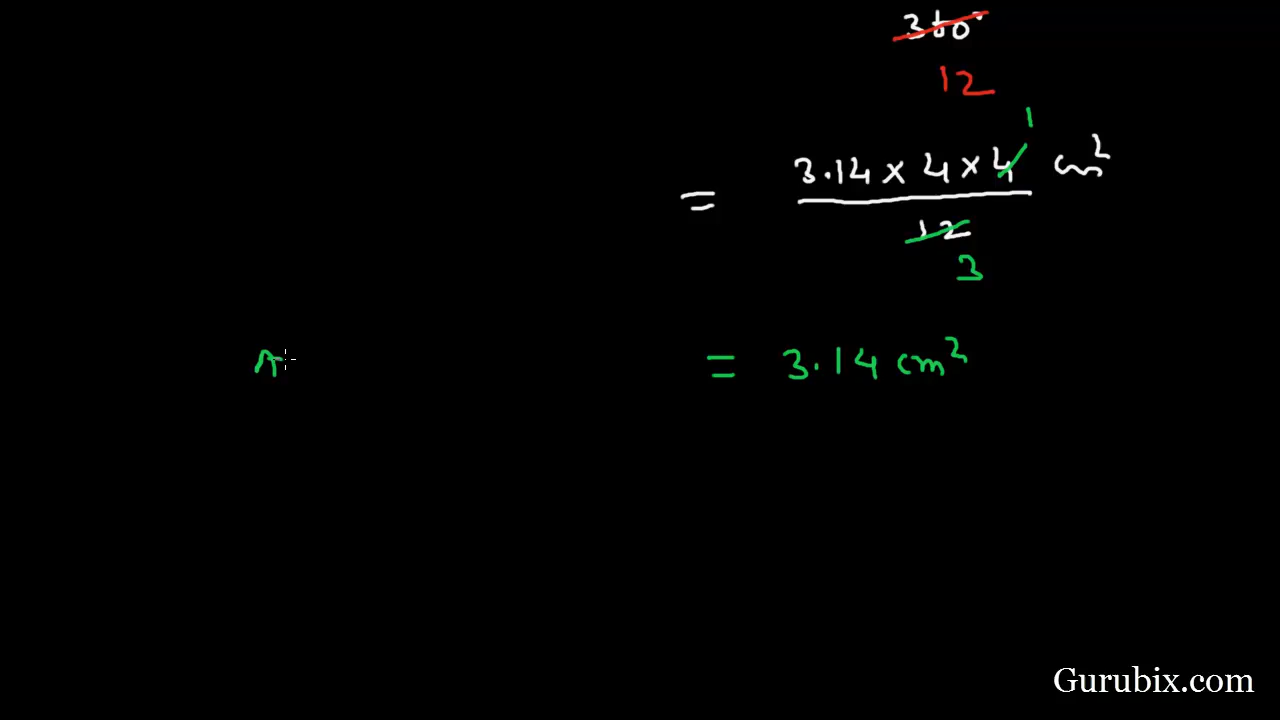 360°
12
1
= 3.14 × 4 × 4 cm²
12
3
A = 3.14 cm²
Gurubix.com